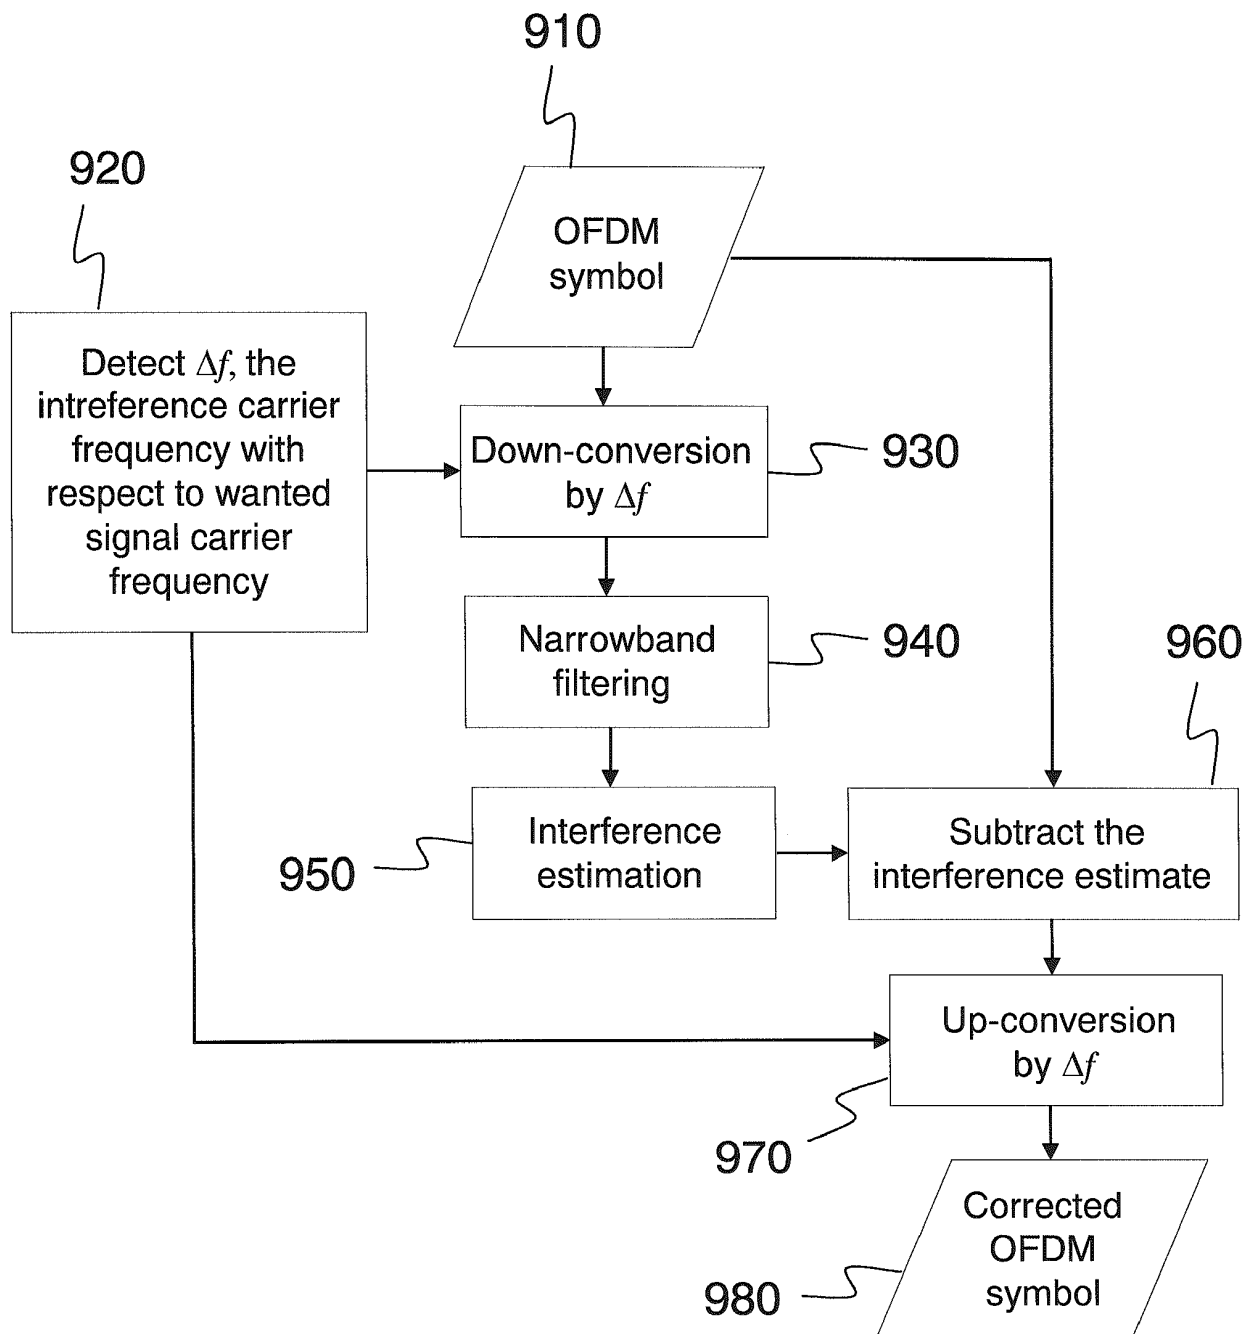 910
920
OFDM
symbol
Detect Δf, the
intreference carrier
frequency with
respect to wanted
signal carrier
frequency
Down-conversion
by Δf
930
Narrowband
filtering
940
960
Interference
estimation
950
Subtract the
interference estimate
Up-conversion
by Δf
970
Corrected
OFDM
symbol
980